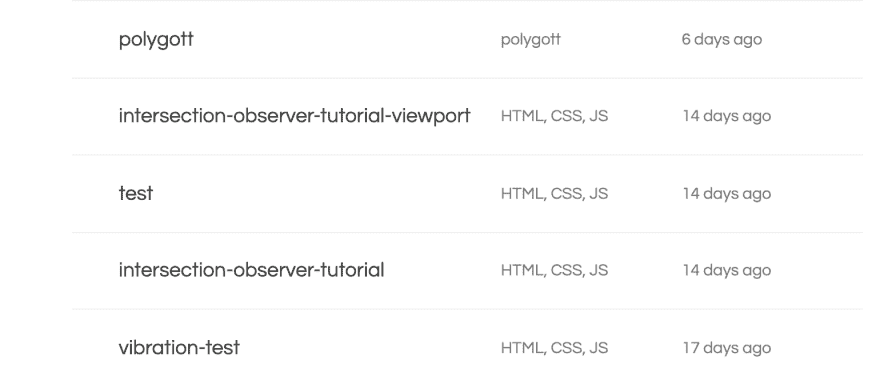 polygott polygott 6 days ago
intersection-observer-tutorial-viewport HTML, CSS, JS 14 days ago
test HTML, CSS, JS 14 days ago
intersection-observer-tutorial HTML, CSS, JS 14 days ago
vibration-test HTML, CSS, JS 17 days ago